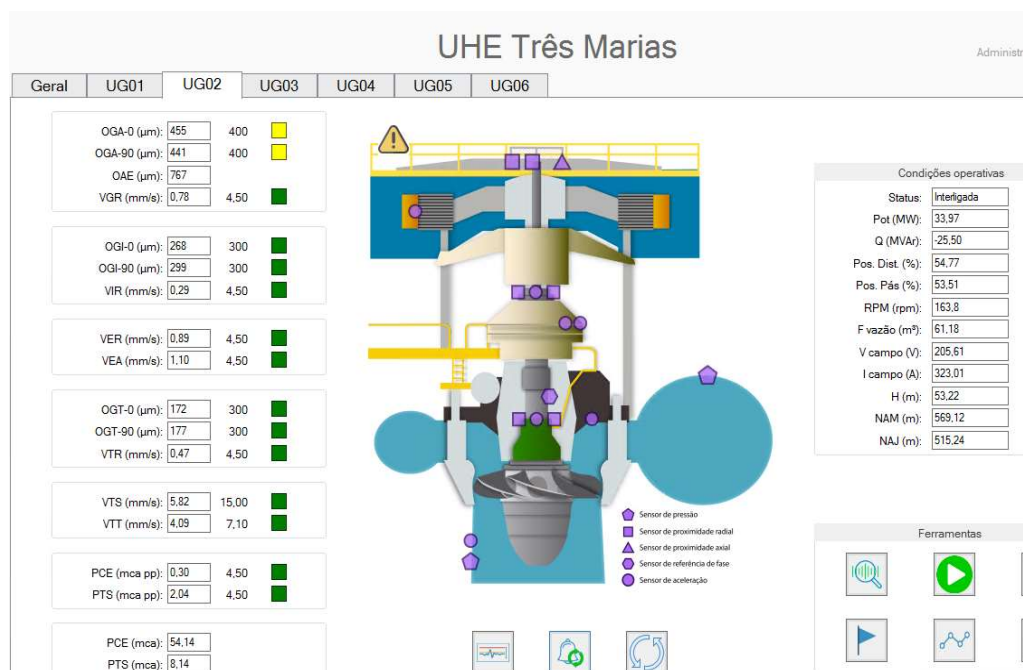 UHE Três Marias
Administr
Geral UG01 UG02 UG03 UG04 UG05 UG06
OGA-0 (µm): 455 400
OGA-90 (µm): 441 400
OAE (µm): 767
VGR (mm/s): 0,78 4,50
OGI-0 (µm): 268 300
OGI-90 (µm): 299 300
VIR (mm/s): 0,29 4,50
VER (mm/s): 0,89 4,50
VEA (mm/s): 1,10 4,50
OGT-0 (µm): 172 300
OGT-90 (µm): 177 300
VTR (mm/s): 0,47 4,50
VTS (mm/s): 5,82 15,00
VTT (mm/s): 4,09 7,10
PCE (mca pp): 0,30 4,50
PTS (mca pp): 2,04 4,50
PCE (mca): 54,14
PTS (mca): 8,14
Sensor de pressão
Sensor de proximidade radial
Sensor de proximidade axial
Sensor de referência de fase
Sensor de aceleração
Condições operativas
Status: Interligada
Pot (MW): 33,97
Q (MVAr): -25,50
Pos. Dist. (%): 54,77
Pos. Pás (%): 53,51
RPM (rpm): 163,8
F vazão (m³): 61,18
V campo (V): 205,61
I campo (A): 323,01
H (m): 53,22
NAM (m): 569,12
NAJ (m): 515,24
Ferramentas